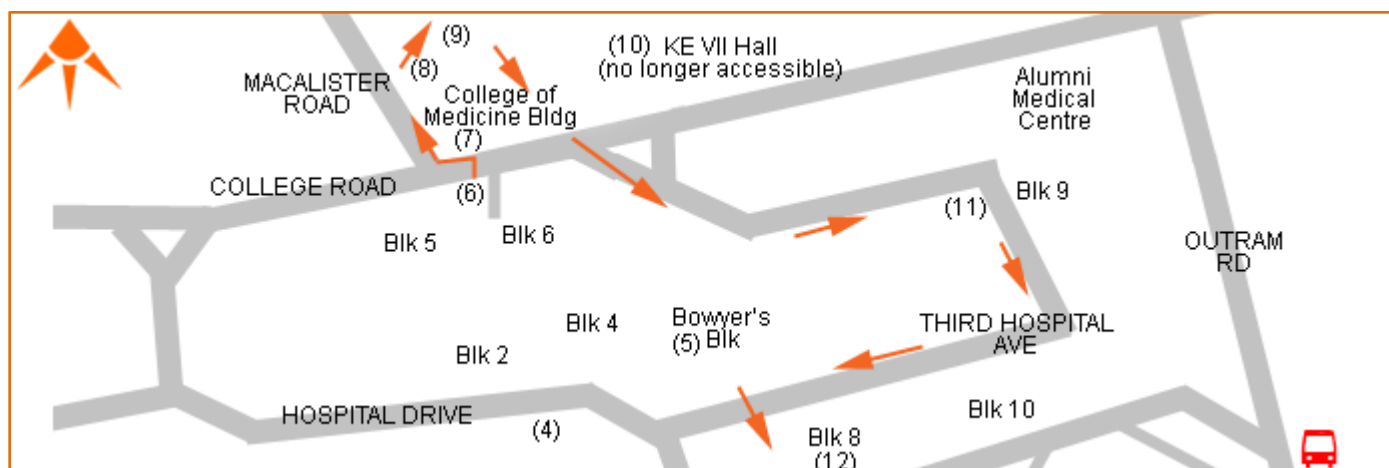 (9)
(10) KE VII Hall
(no longer accessible)
(8)
MACALISTER
ROAD
College of
Medicine Bldg
(7)
Alumni
Medical
Centre
COLLEGE ROAD
(6)
Blk 9
(11)
Blk 5
Blk 6
OUTRAM
RD
Blk 4
Bowyer's
(5) Blk
THIRD HOSPITAL
AVE
Blk 2
HOSPITAL DRIVE
(4)
Blk 10
Blk 8
(12)